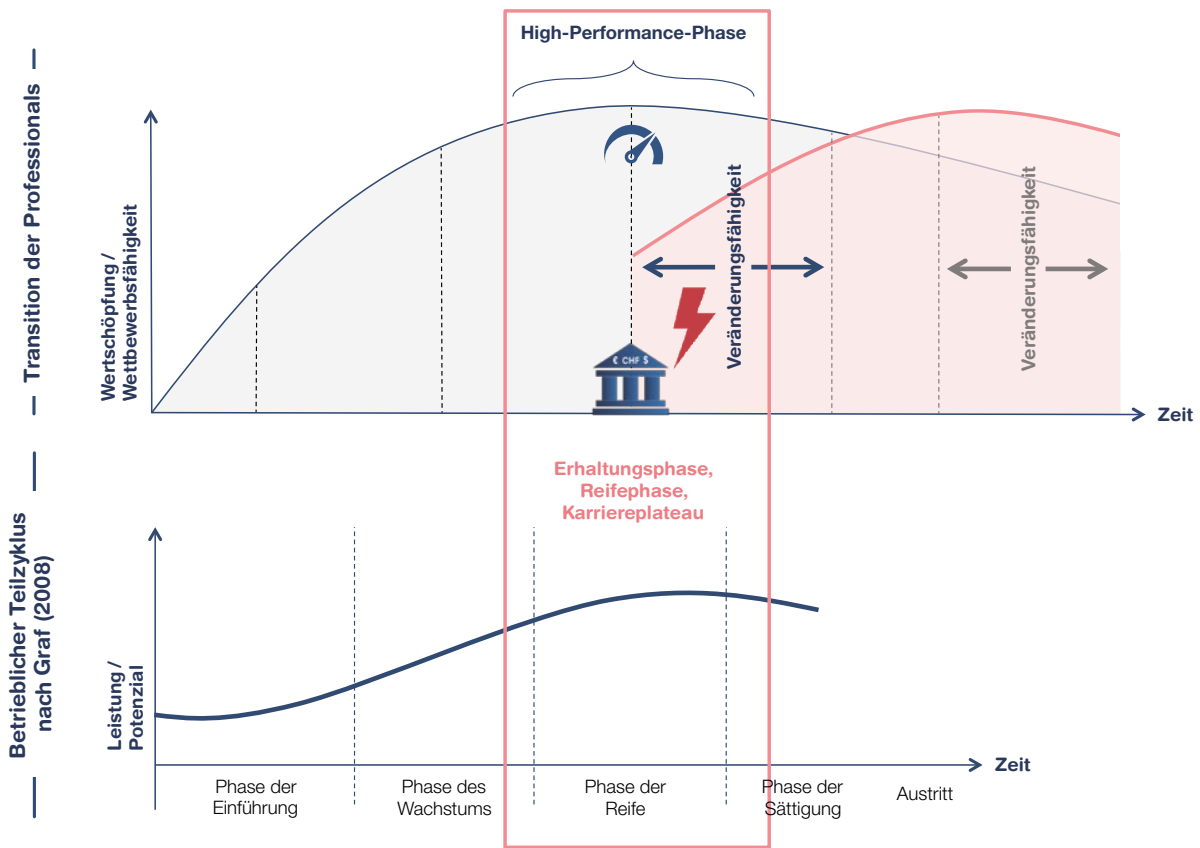 High-Performance-Phase
— Transition der Professionals —
Wertschöpfung /
Wettbewerbsfähigkeit
Veränderungsfähigkeit
Veränderungsfähigkeit
€ CHF $
Zeit
Erhaltungsphase,
Reifephase,
Karriereplateau
Betrieblicher Teilzyklus
nach Graf (2008)
Leistung /
Potenzial
Zeit
Phase der
Einführung
Phase des
Wachstums
Phase der
Reife
Phase der
Sättigung
Austritt